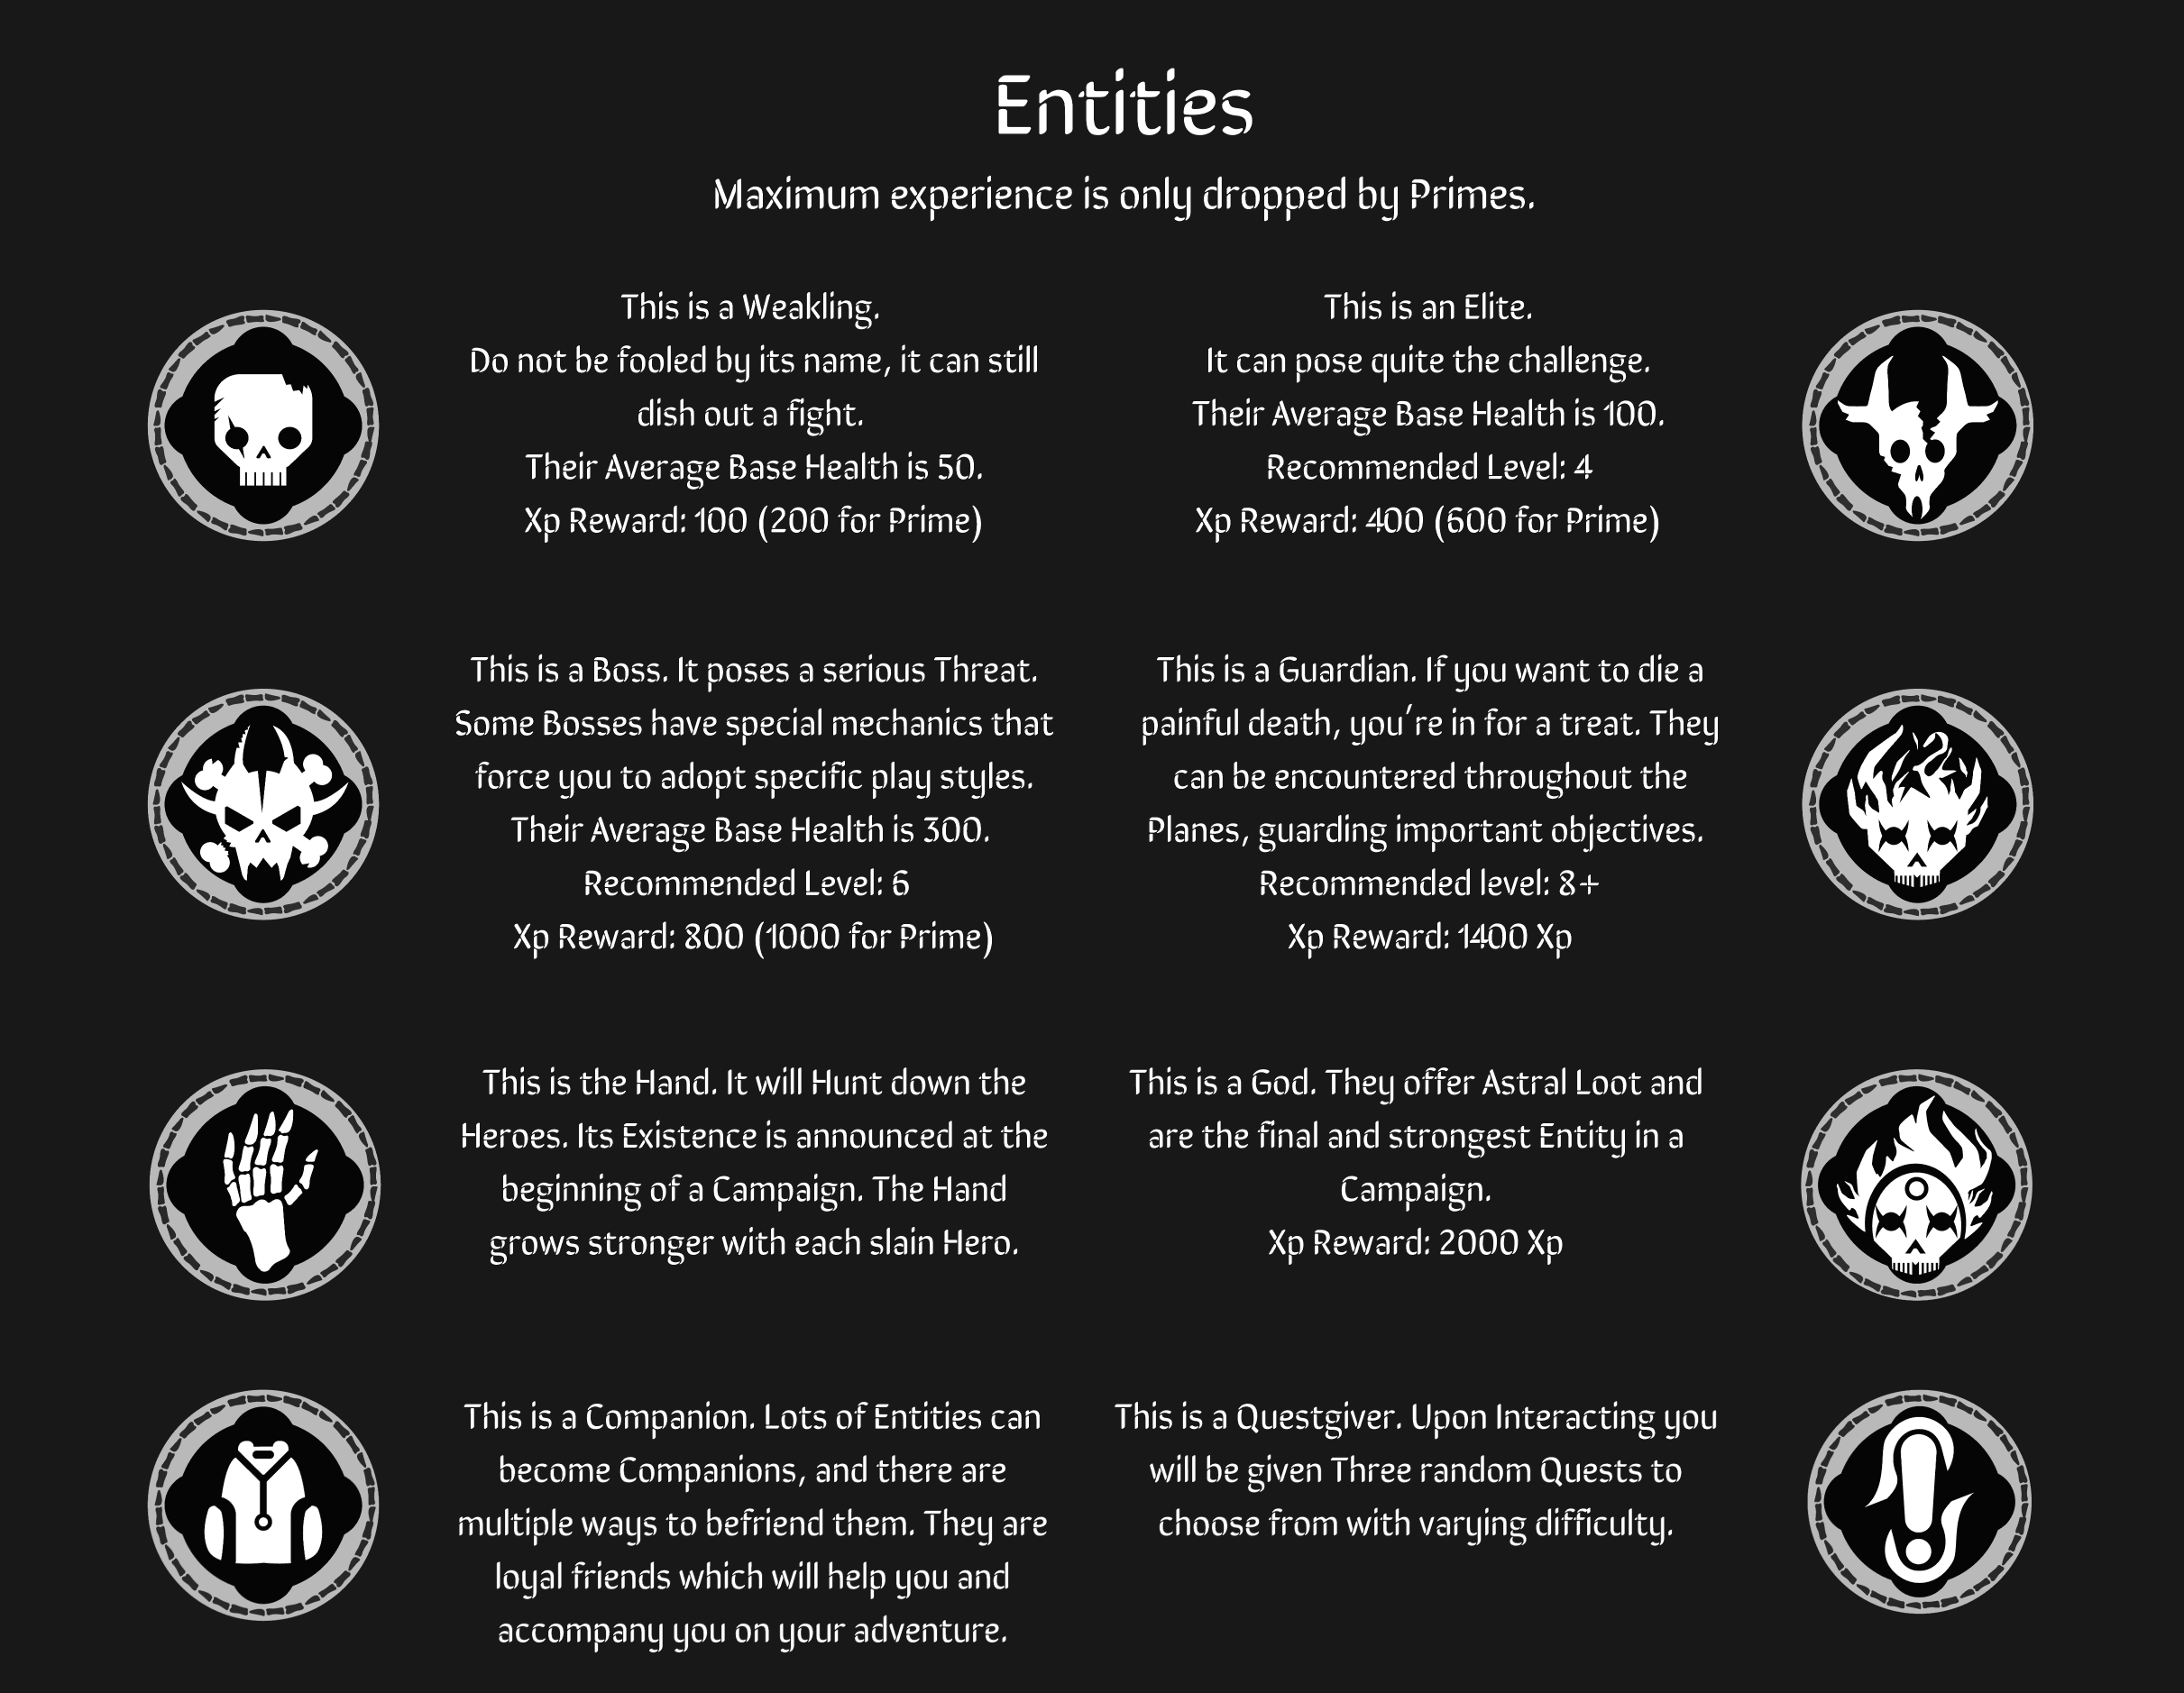 Entities
Maximum experience is only dropped by Primes.
This is a Weakling.
Do not be fooled by its name, it can still
dish out a fight.
Their Average Base Health is 50.
Xp Reward: 100 (200 for Prime)
This is an Elite.
It can pose quite the challenge.
Their Average Base Health is 100.
Recommended Level: 4
Xp Reward: 400 (600 for Prime)
This is a Boss. It poses a serious Threat.
Some Bosses have special mechanics that
force you to adopt specific play styles.
Their Average Base Health is 300.
Recommended Level: 6
Xp Reward: 800 (1000 for Prime)
This is a Guardian. If you want to die a
painful death, you're in for a treat. They
can be encountered throughout the
Planes, guarding important objectives.
Recommended level: 8+
Xp Reward: 1400 Xp
This is the Hand. It will Hunt down the
Heroes. Its Existence is announced at the
beginning of a Campaign. The Hand
grows stronger with each slain Hero.
This is a God. They offer Astral Loot and
are the final and strongest Entity in a
Campaign.
Xp Reward: 2000 Xp
This is a Companion. Lots of Entities can
become Companions, and there are
multiple ways to befriend them. They are
loyal friends which will help you and
accompany you on your adventure.
This is a Questgiver. Upon Interacting you
will be given Three random Quests to
choose from with varying difficulty.